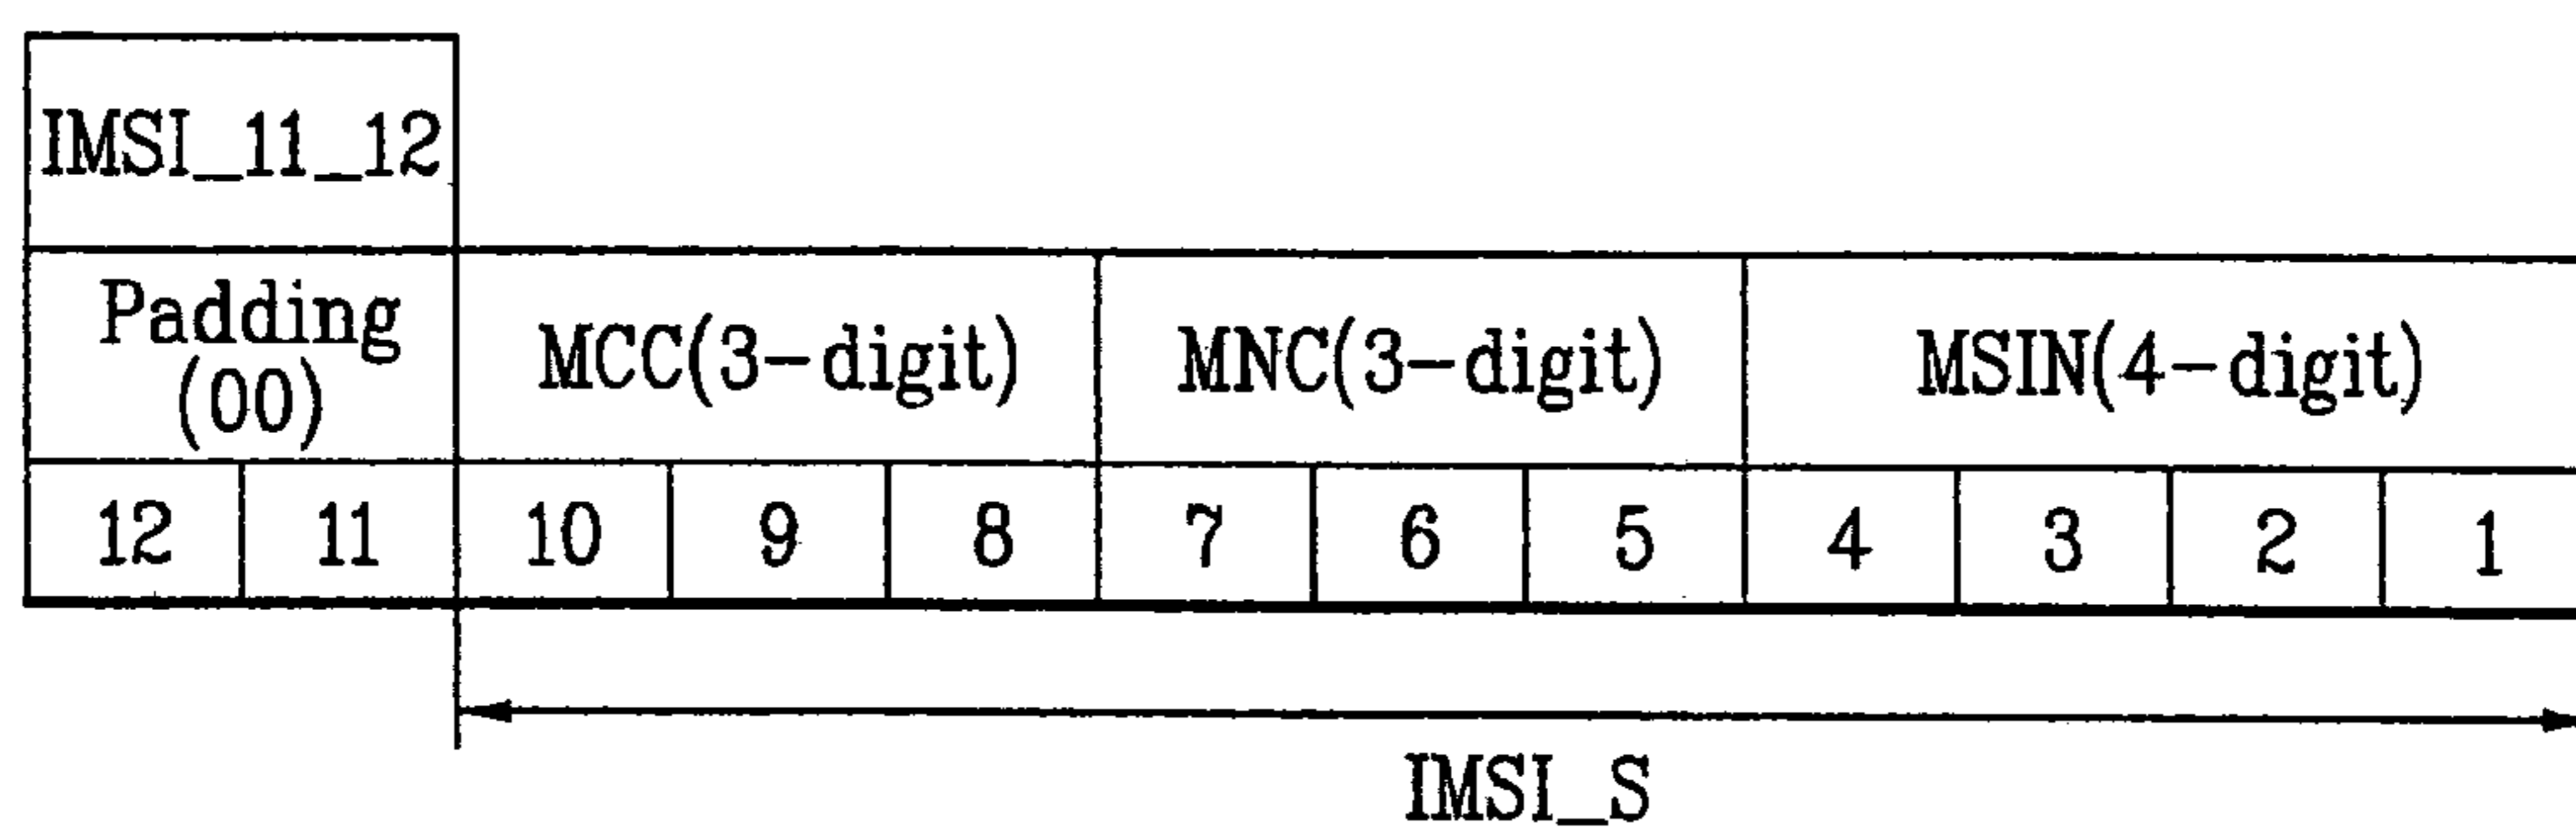 IMSI_11_12
Padding
(00)
MCC(3-digit)
MNC(3-digit)
MSIN(4-digit)
12 11 10 9 8 7 6 5 4 3 2 1
IMSI_S